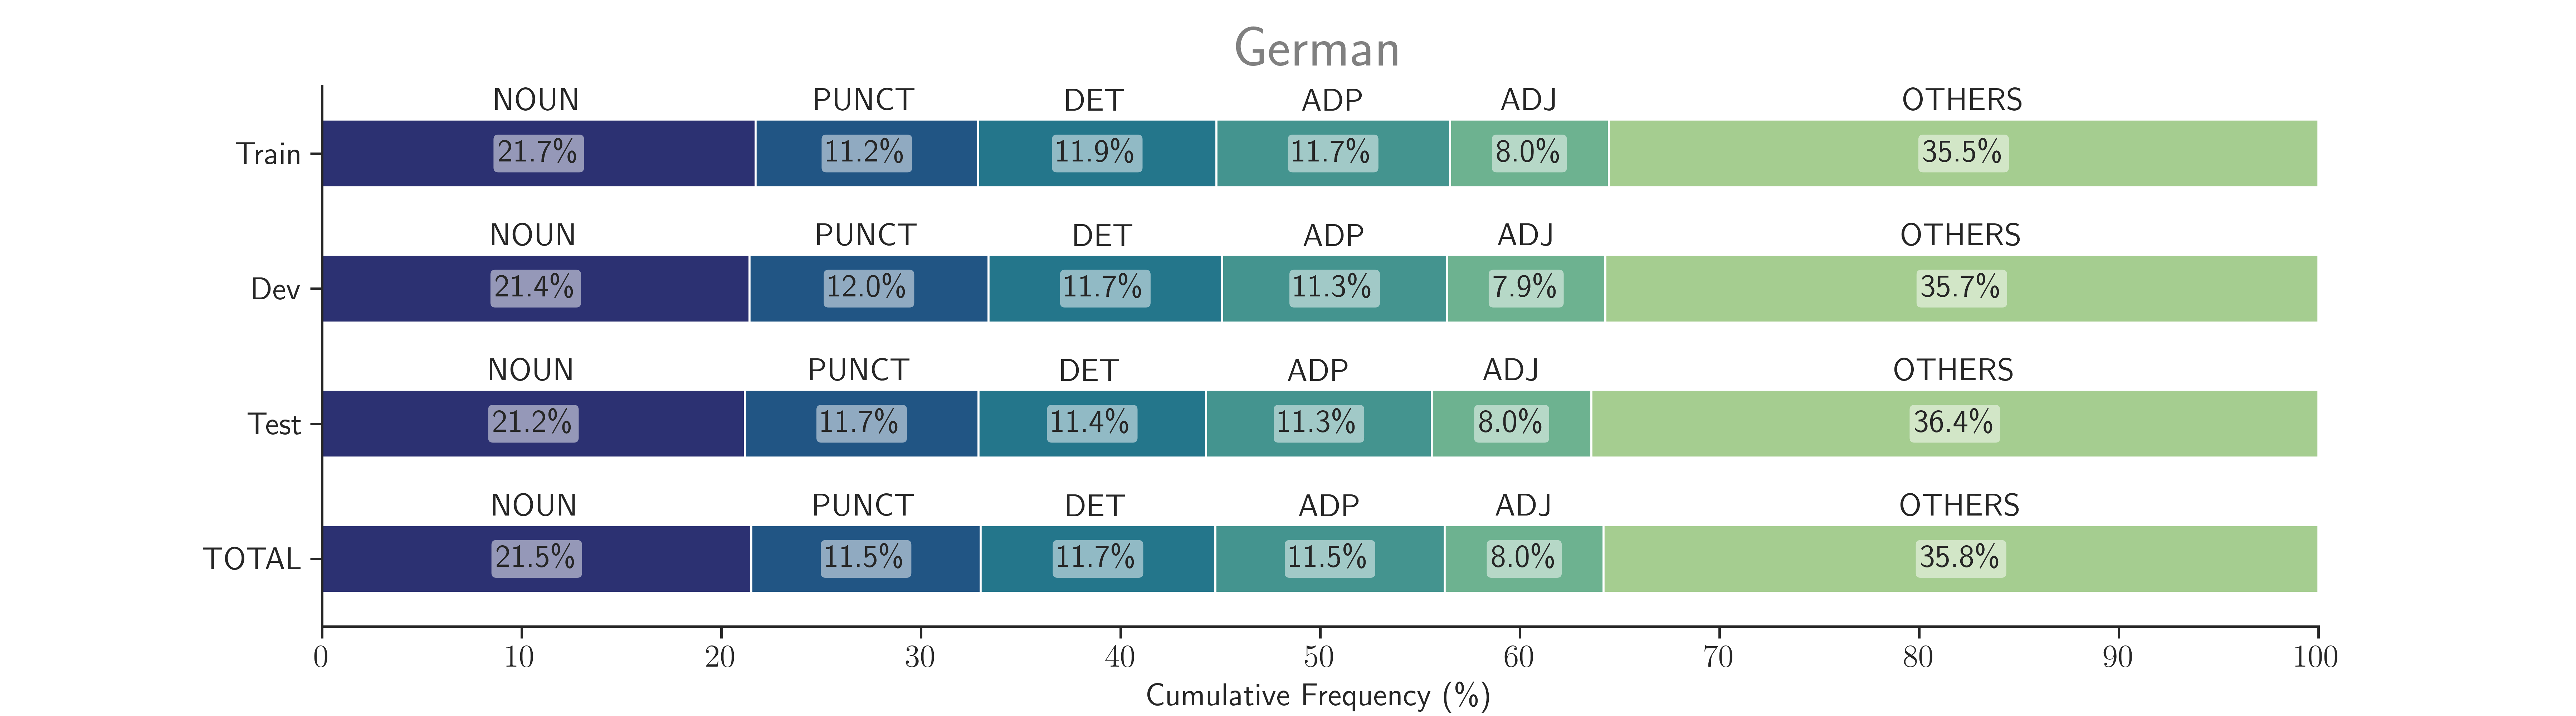 German
NOUN PUNCT DET ADP ADJ OTHERS
Train 21.7% 11.2% 11.9% 11.7% 8.0% 35.5%
NOUN PUNCT DET ADP ADJ OTHERS
Dev 21.4% 12.0% 11.7% 11.3% 7.9% 35.7%
NOUN PUNCT DET ADP ADJ OTHERS
Test 21.2% 11.7% 11.4% 11.3% 8.0% 36.4%
NOUN PUNCT DET ADP ADJ OTHERS
TOTAL 21.5% 11.5% 11.7% 11.5% 8.0% 35.8%
0 10 20 30 40 50 60 70 80 90 100
Cumulative Frequency (%)